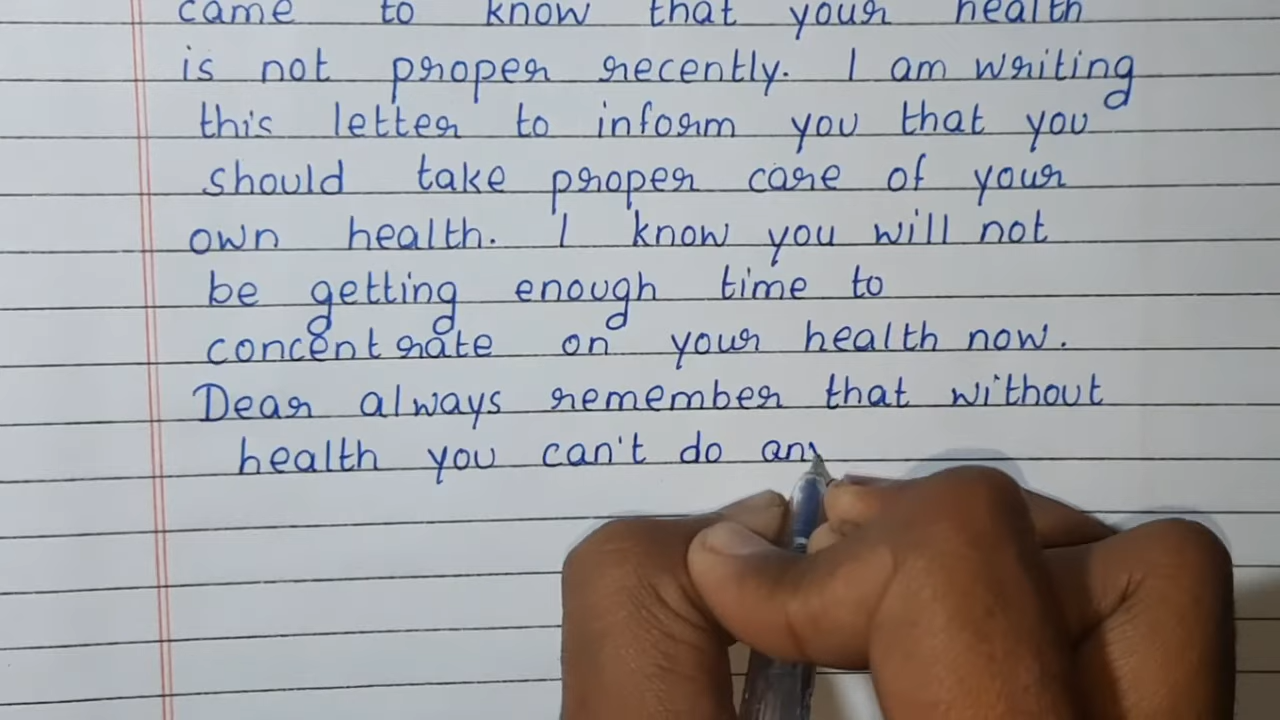 came to know that your health
is not proper recently. I am writing
this letter to inform you that you
should take proper care of your
own health. I know you will not
be getting enough time to
concentrate on your health now.
Dear always remember that without
health you can't do